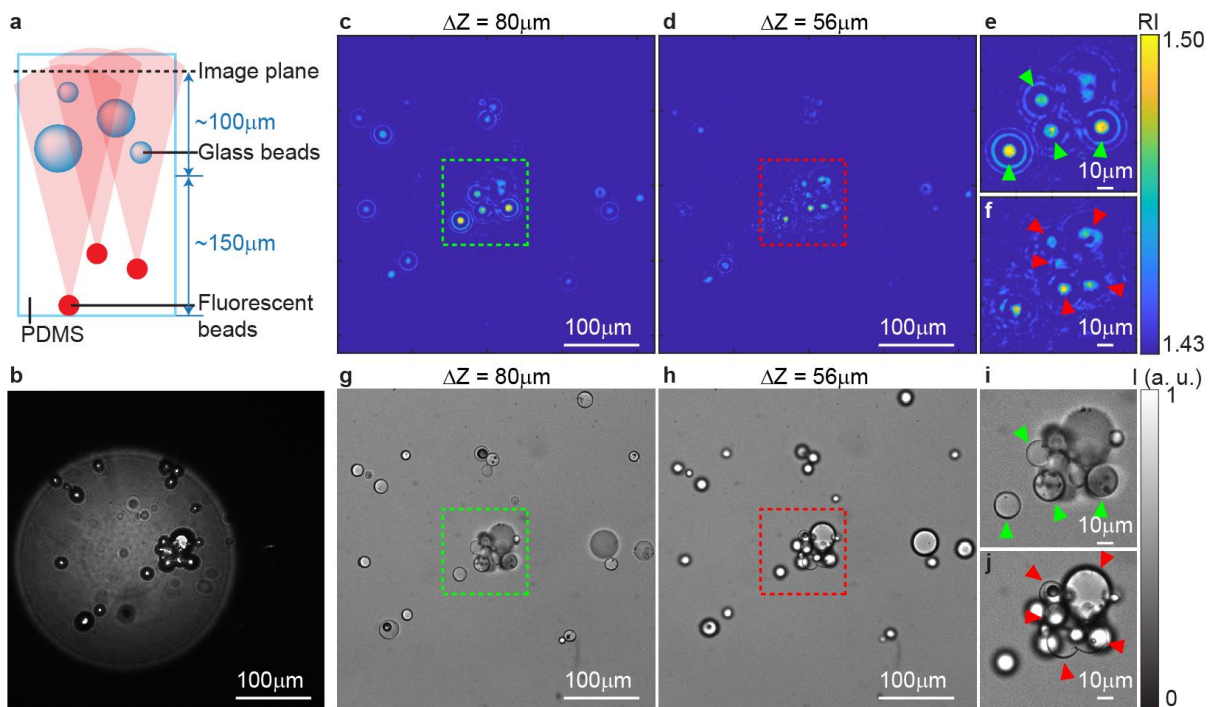 a
Image plane
~100μm
Glass beads
~150μm
Fluorescent
beads
PDMS
b
100μm
c
ΔZ = 80μm
100μm
d
ΔZ = 56μm
100μm
e
10μm
f
10μm
RI
1.50
1.43
g
ΔZ = 80μm
100μm
h
ΔZ = 56μm
100μm
i
10μm
j
10μm
I (a. u.)
1
0